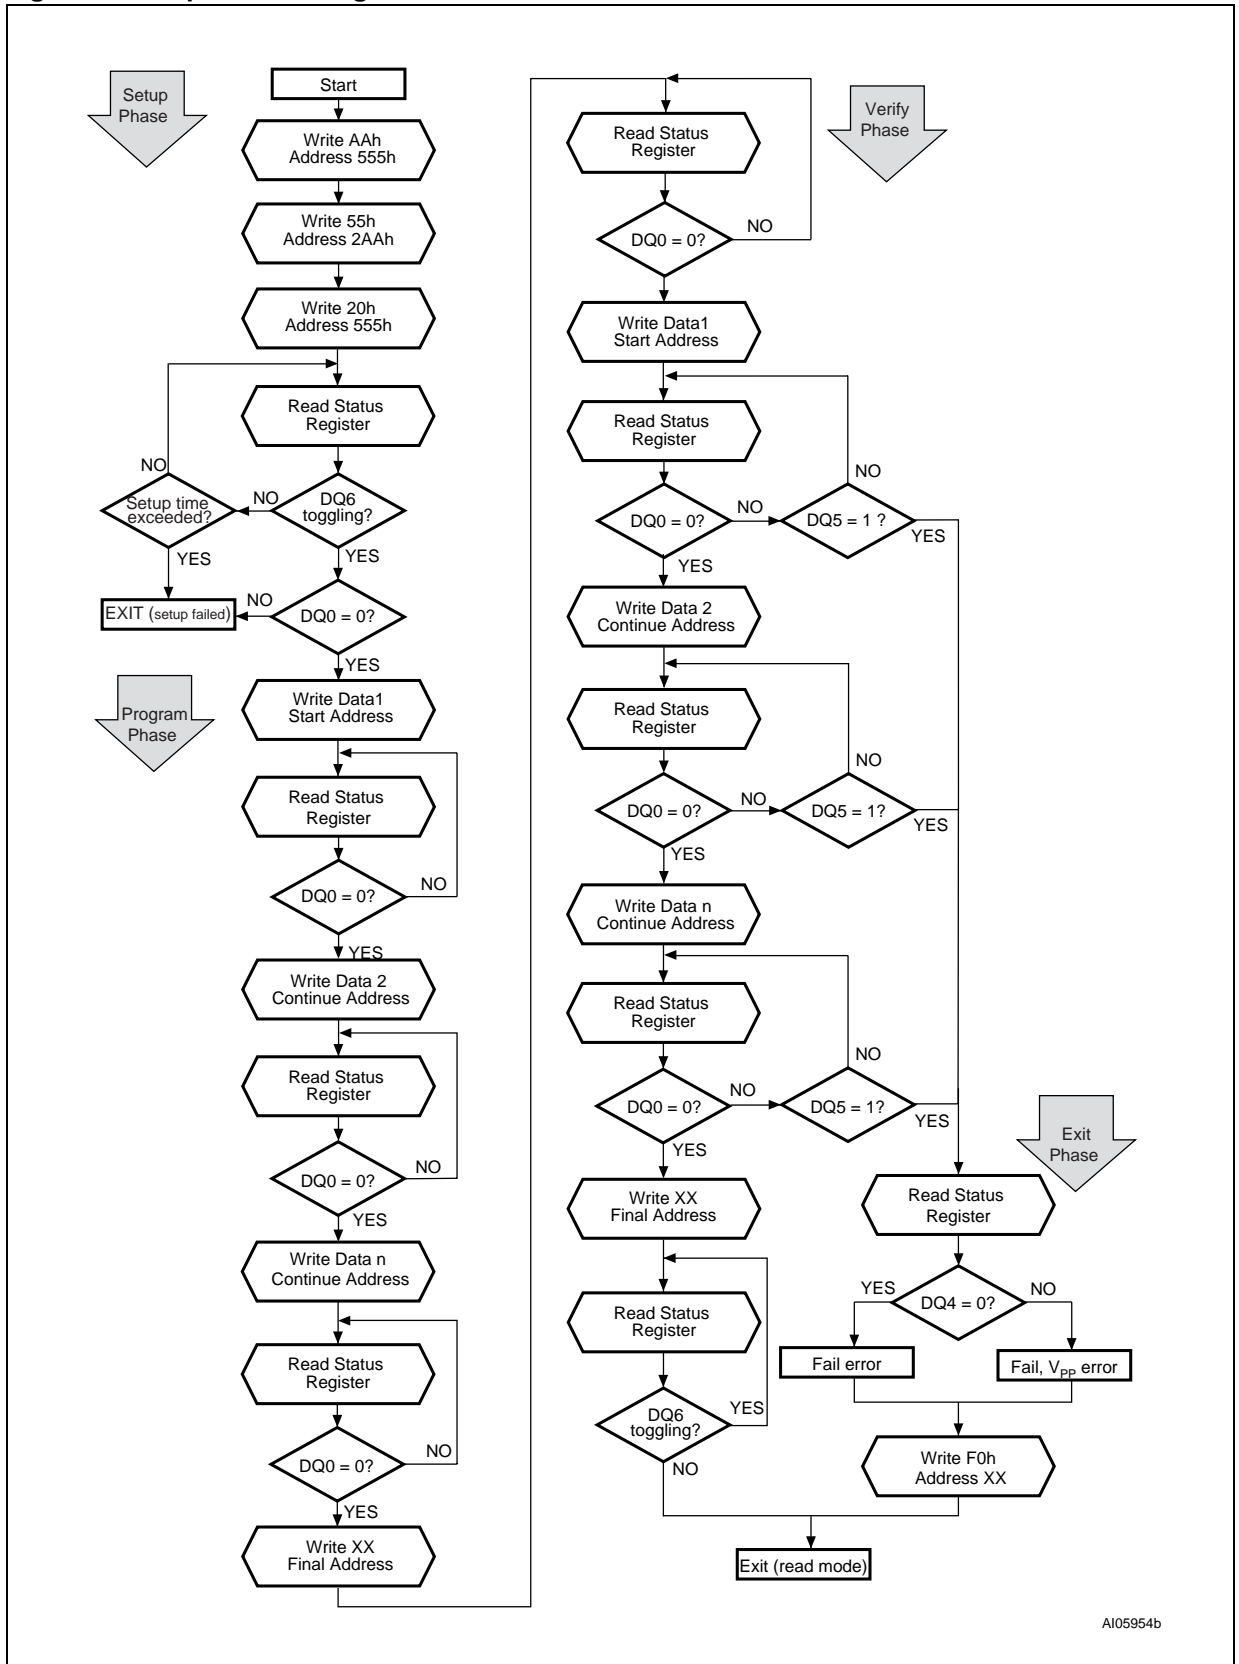 Setup
Phase
Start
Write AAh
Address 555h
Write 55h
Address 2AAh
Write 20h
Address 555h
Read Status
Register
NO
Setup time
exceeded?
NO
DQ6
toggling?
YES
YES
EXIT (setup failed)
NO
DQ0 = 0?
YES
Program
Phase
Write Data1
Start Address
Read Status
Register
DQ0 = 0?
NO
YES
Write Data 2
Continue Address
Read Status
Register
DQ0 = 0?
NO
YES
Write Data n
Continue Address
Read Status
Register
DQ0 = 0?
NO
YES
Write XX
Final Address
Verify
Phase
Read Status
Register
DQ0 = 0?
NO
Write Data1
Start Address
Read Status
Register
NO
DQ0 = 0?
NO
DQ5 = 1 ?
YES
YES
Write Data 2
Continue Address
Read Status
Register
NO
DQ0 = 0?
NO
DQ5 = 1?
YES
YES
Write Data n
Continue Address
Read Status
Register
NO
DQ0 = 0?
NO
DQ5 = 1?
YES
YES
Write XX
Final Address
Read Status
Register
DQ6
toggling?
YES
NO
Exit
Phase
Read Status
Register
YES
DQ4 = 0?
NO
Fail error
Fail, VPP error
Write F0h
Address XX
Exit (read mode)
AI05954b